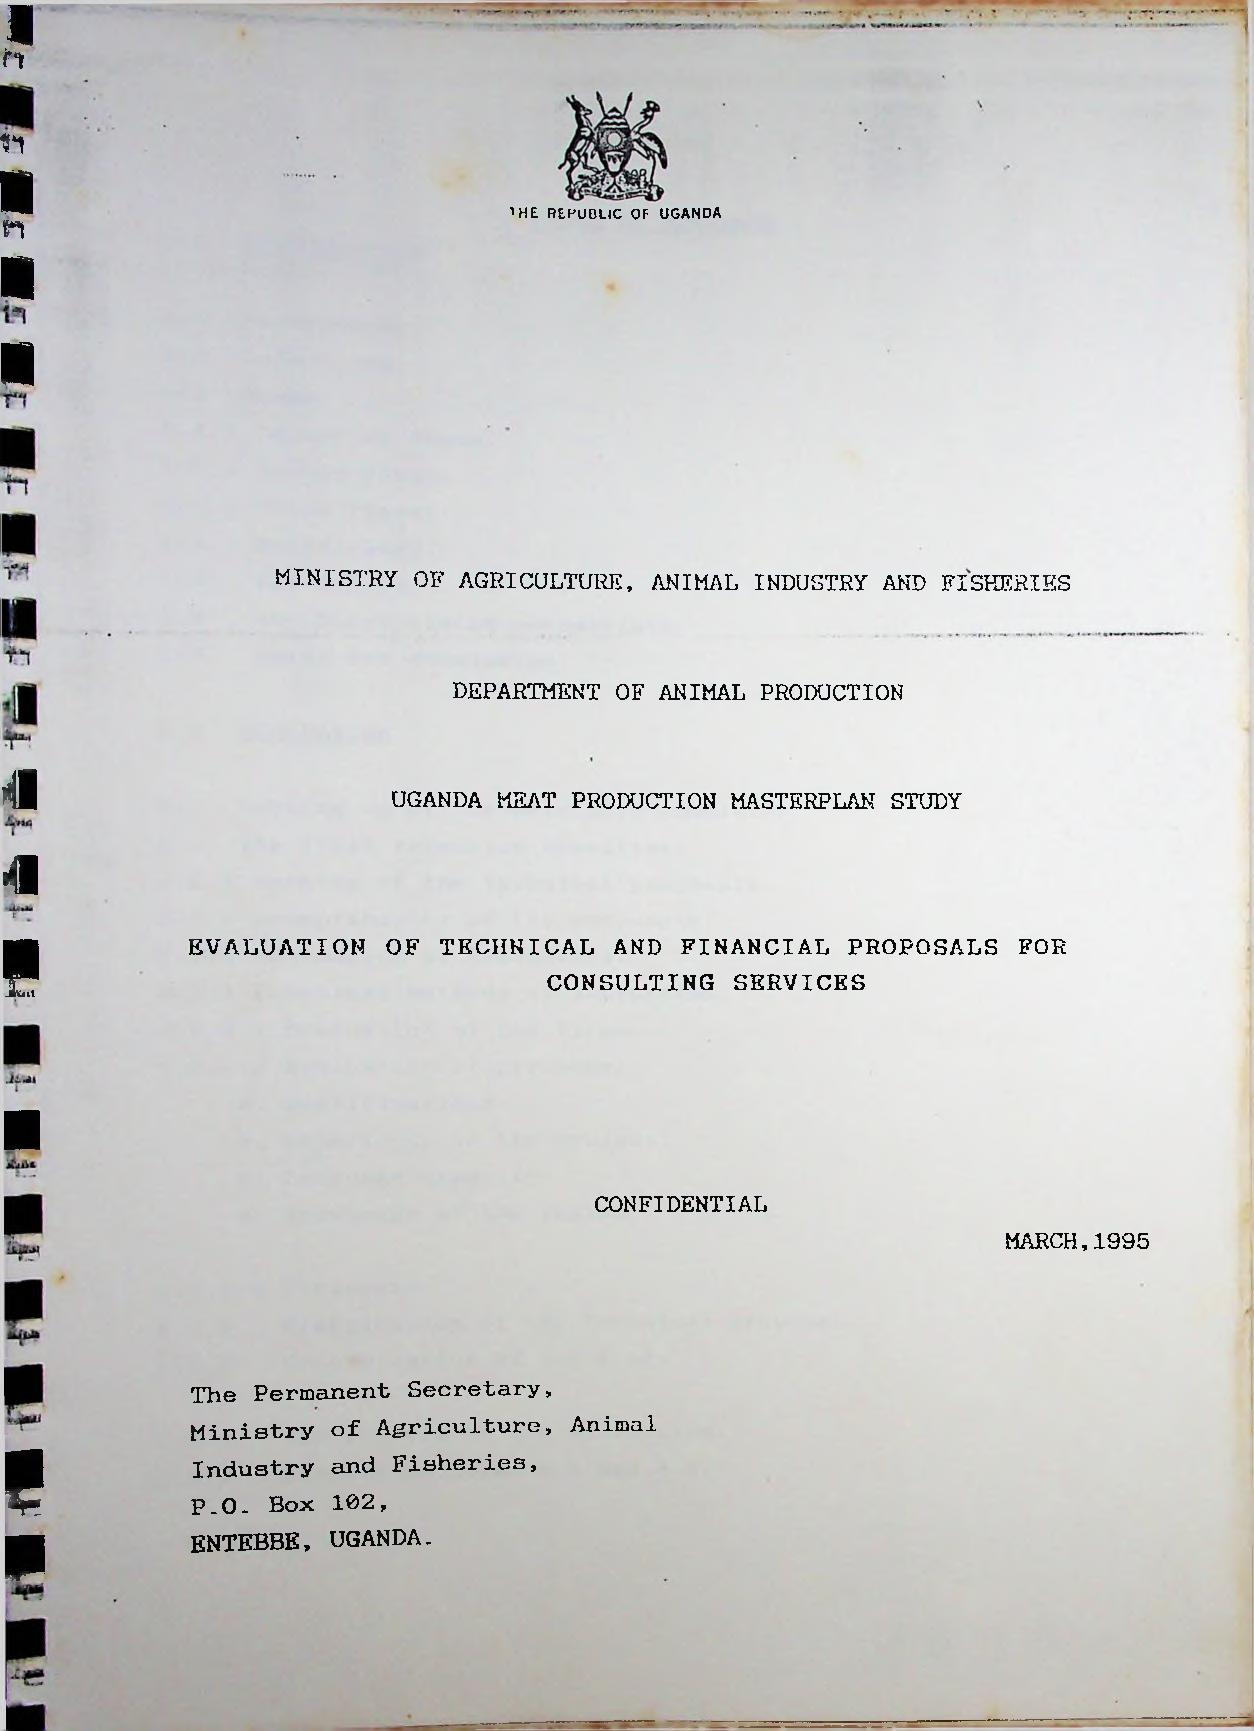 THE REPUBLIC OF UGANDA
MINISTRY OF AGRICULTURE, ANIMAL INDUSTRY AND FISHERIES
DEPARTMENT OF ANIMAL PRODUCTION
UGANDA MEAT PRODUCTION MASTERPLAN STUDY
EVALUATION OF TECHNICAL AND FINANCIAL PROPOSALS FOR
CONSULTING SERVICES
CONFIDENTIAL
MARCH,1995
The Permanent Secretary,
Ministry of Agriculture, Animal
Industry and Fisheries,
P.O. Box 102,
ENTEBBE, UGANDA.